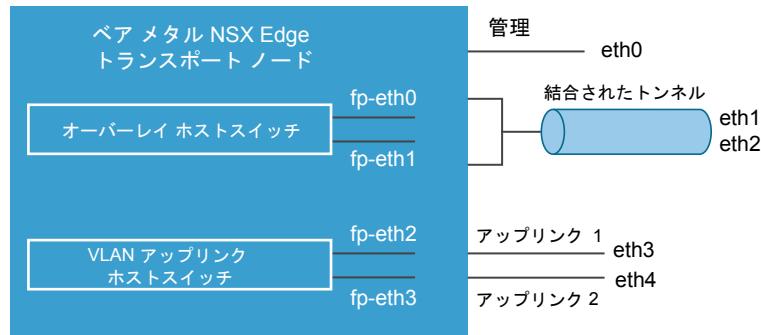 ベア メタル NSX Edge
トランスポート ノード
管理
eth0
fp-eth0
結合されたトンネル
オーバーレイ ホストスイッチ
eth1
eth2
fp-eth1
fp-eth2
アップリンク 1
eth3
VLAN アップリンク
ホストスイッチ
eth4
fp-eth3
アップリンク 2